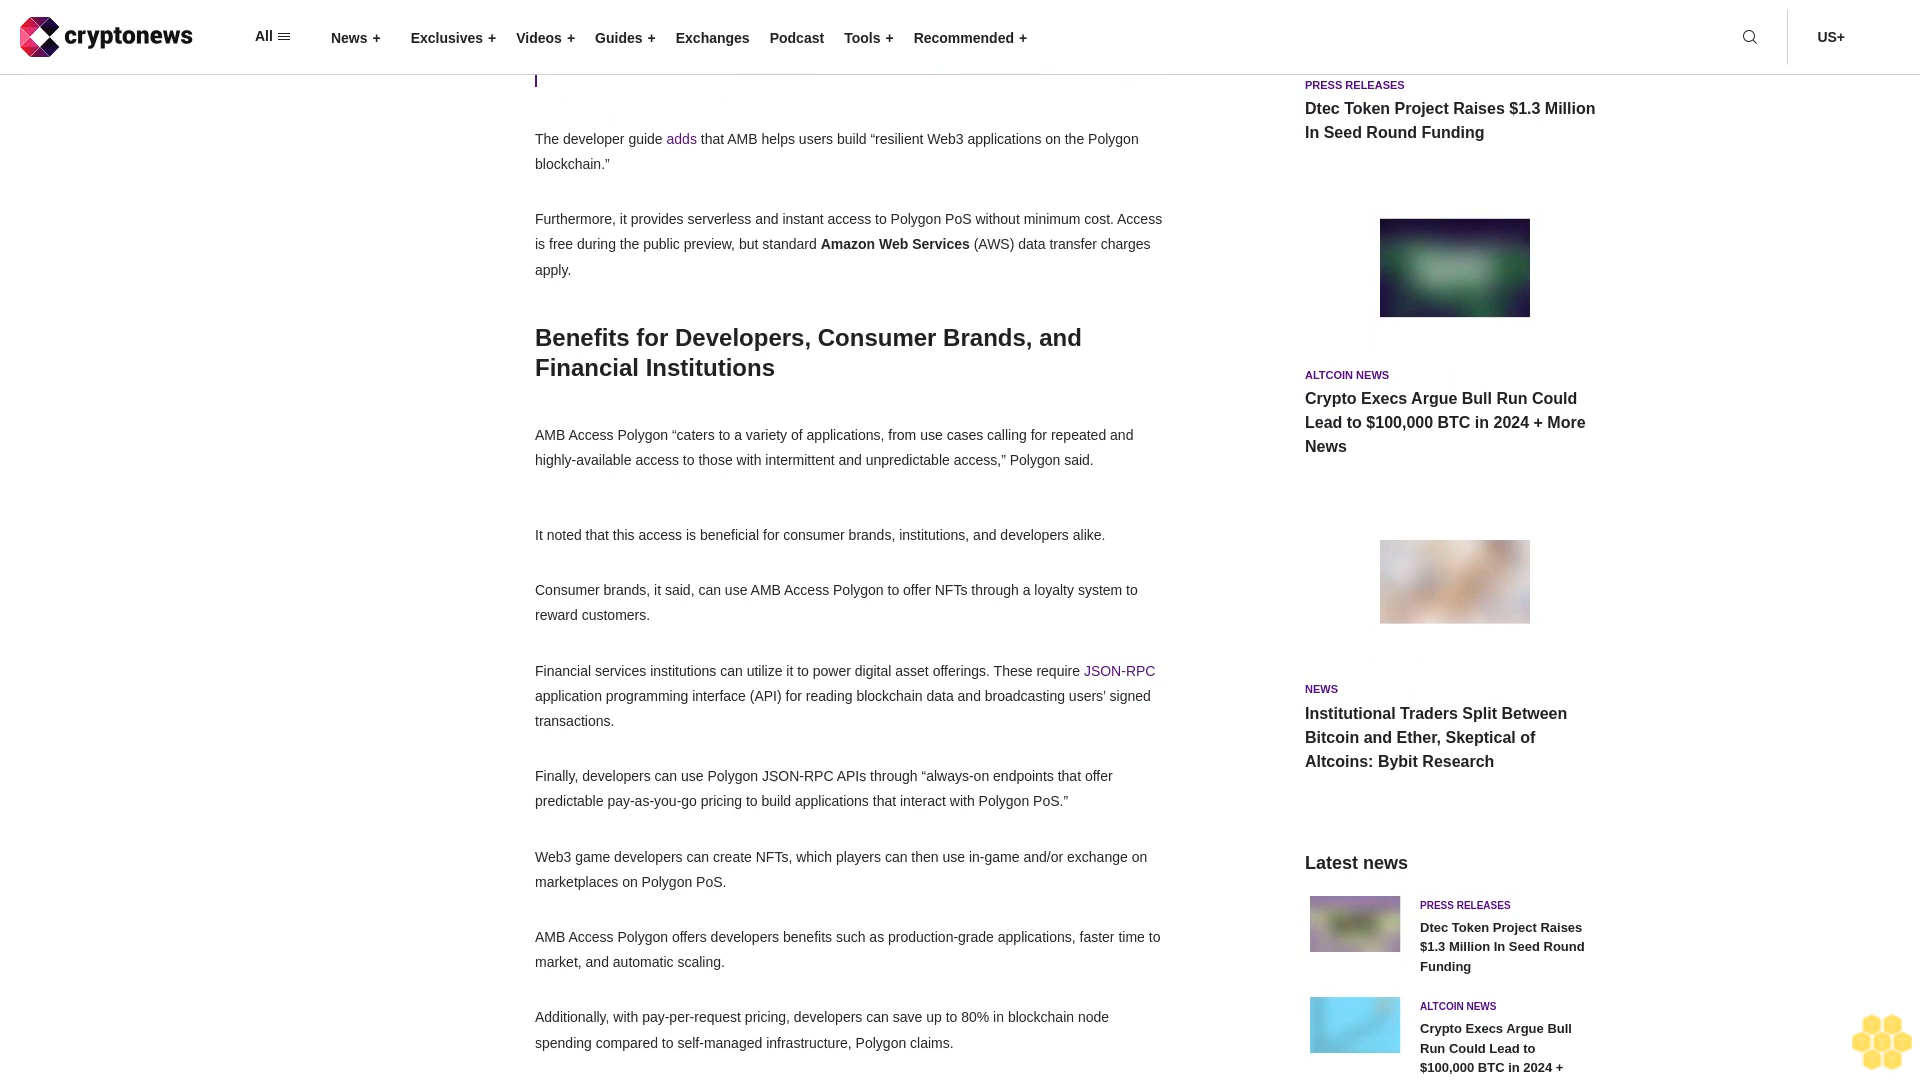 cryptonews
All
News +
Exclusives +
Videos +
Guides +
Exchanges
Podcast
Tools +
Recommended +
US+
The developer guide adds that AMB helps users build “resilient Web3 applications on the Polygon
blockchain.”
Furthermore, it provides serverless and instant access to Polygon PoS without minimum cost. Access
is free during the public preview, but standard Amazon Web Services (AWS) data transfer charges
apply.
Benefits for Developers, Consumer Brands, and
Financial Institutions
AMB Access Polygon “caters to a variety of applications, from use cases calling for repeated and
highly-available access to those with intermittent and unpredictable access,” Polygon said.
It noted that this access is beneficial for consumer brands, institutions, and developers alike.
Consumer brands, it said, can use AMB Access Polygon to offer NFTs through a loyalty system to
reward customers.
Financial services institutions can utilize it to power digital asset offerings. These require JSON-RPC
application programming interface (API) for reading blockchain data and broadcasting users’ signed
transactions.
Finally, developers can use Polygon JSON-RPC APIs through “always-on endpoints that offer
predictable pay-as-you-go pricing to build applications that interact with Polygon PoS.”
Web3 game developers can create NFTs, which players can then use in-game and/or exchange on
marketplaces on Polygon PoS.
AMB Access Polygon offers developers benefits such as production-grade applications, faster time to
market, and automatic scaling.
Additionally, with pay-per-request pricing, developers can save up to 80% in blockchain node
spending compared to self-managed infrastructure, Polygon claims.
PRESS RELEASES
Dtec Token Project Raises $1.3 Million
In Seed Round Funding
ALTCOIN NEWS
Crypto Execs Argue Bull Run Could
Lead to $100,000 BTC in 2024 + More
News
NEWS
Institutional Traders Split Between
Bitcoin and Ether, Skeptical of
Altcoins: Bybit Research
Latest news
PRESS RELEASES
Dtec Token Project Raises
$1.3 Million In Seed Round
Funding
ALTCOIN NEWS
Crypto Execs Argue Bull
Run Could Lead to
$100,000 BTC in 2024 +